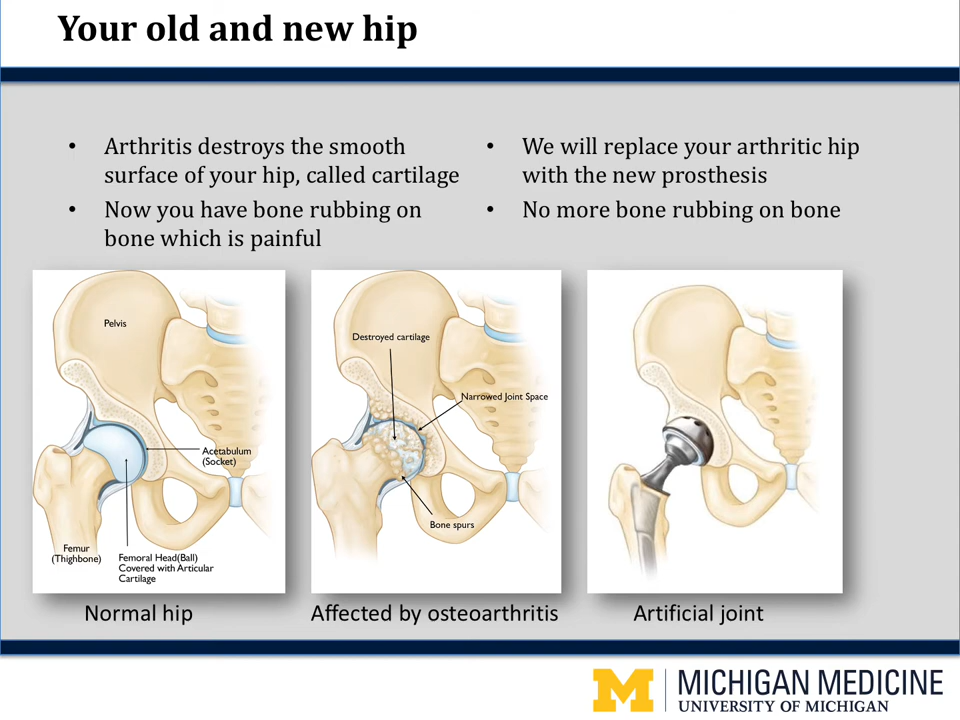 Your old and new hip
• Arthritis destroys the smooth
surface of your hip, called cartilage
• Now you have bone rubbing on
bone which is painful
• We will replace your arthritic hip
with the new prosthesis
• No more bone rubbing on bone
Pelvis
Acetabulum
(Socket)
Femur
(Thighbone)
Femoral Head(Ball)
Covered with Articular
Cartilage
Normal hip
Destroyed cartilage
Narrowed Joint Space
Bone spurs
Affected by osteoarthritis
Artificial joint
M
MICHIGAN MEDICINE
UNIVERSITY OF MICHIGAN